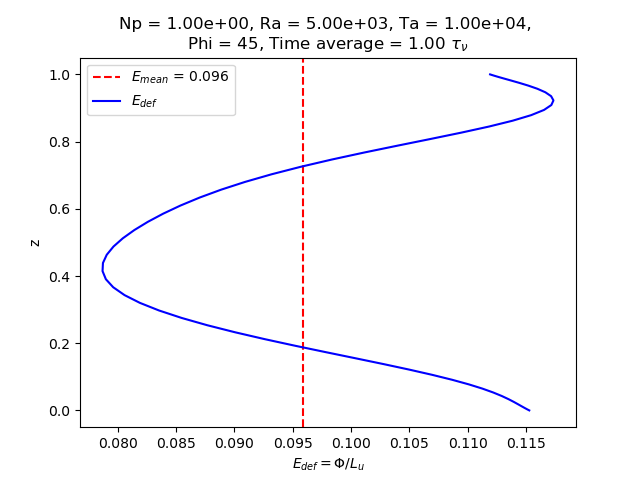 Np = 1.00e+00, Ra = 5.00e+03, Ta = 1.00e+04,
Phi = 45, Time average = 1.00 τν
E_mean = 0.096
E_def
1.0
0.8
0.6
0.4
0.2
0.0
z
0.080 0.085 0.090 0.095 0.100 0.105 0.110 0.115
E_def = Φ/L_u